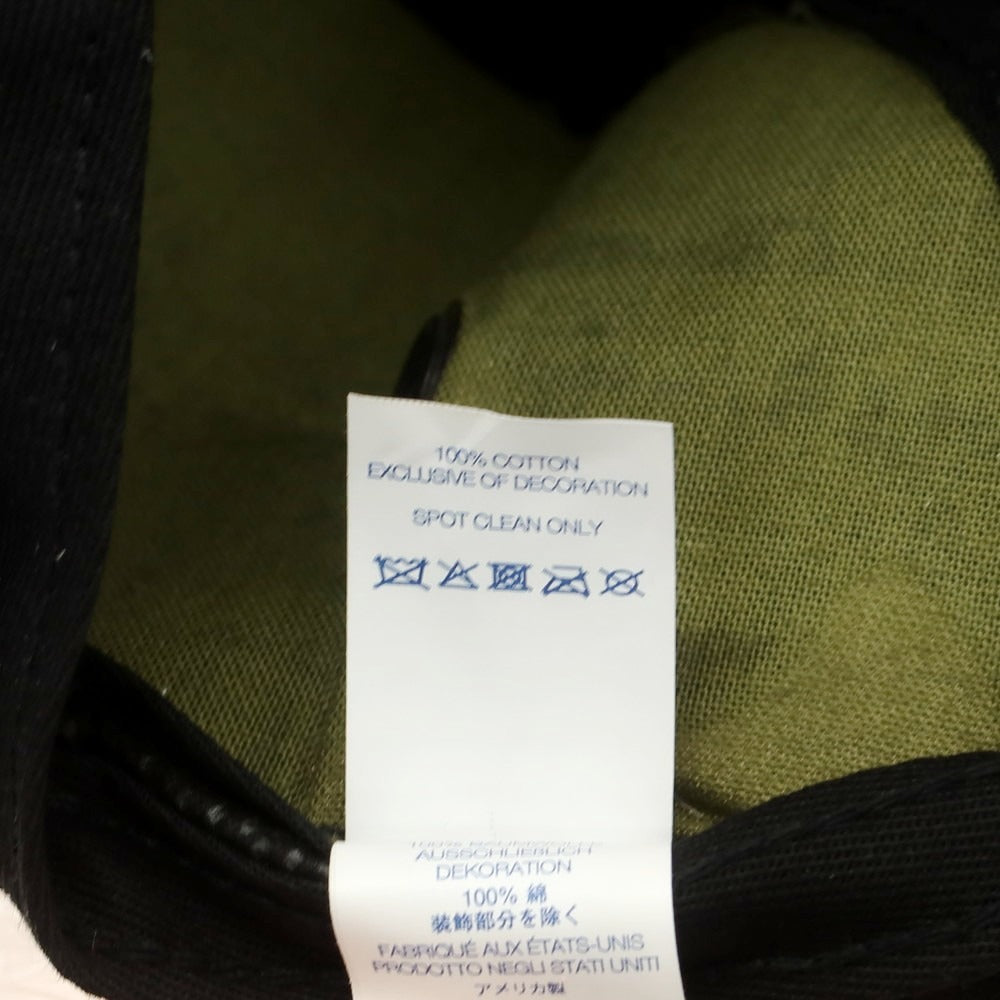 100% COTTON
EXCLUSIVE OF DECORATION
SPOT CLEAN ONLY
AUSSCHLIEßLICH
DEKORATION
100% 綿
装飾部分を除く
FABRIQUÉ AUX ÉTATS-UNIS
PRODOTTO NEGLI STATI UNITI
アメリカ製